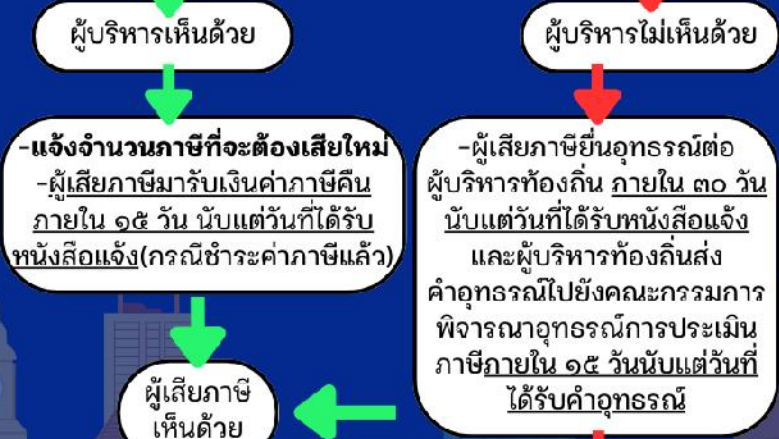 ผู้บริหารเห็นด้วย
ผู้บริหารไม่เห็นด้วย
-แจ้งจำนวนภาษีที่จะต้องเสียใหม่
-ผู้เสียภาษีมารับเงินค่าภาษีคืน
ภายใน ๑๕ วัน นับแต่วันที่ได้รับ
หนังสือแจ้ง(กรณีชำระค่าภาษีแล้ว)
-ผู้เสียภาษียื่นอุทธรณ์ต่อ
ผู้บริหารท้องถิ่น ภายใน ๓๐ วัน
นับแต่วันที่ได้รับหนังสือแจ้ง
และผู้บริหารท้องถิ่นส่ง
คำอุทธรณ์ไปยังคณะกรรมการ
พิจารณาอุทธรณ์การประเมิน
ภาษีภายใน ๑๕ วันนับแต่วันที่
ได้รับคำอุทธรณ์
ผู้เสียภาษี
เห็นด้วย